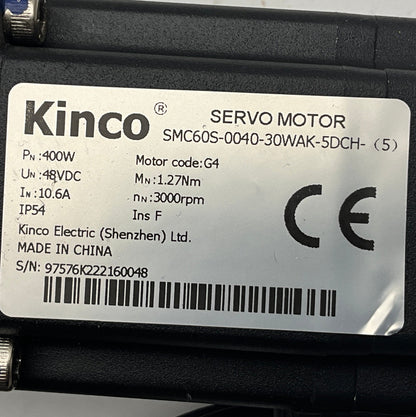 Kinco® SERVO MOTOR
SMC60S-0040-30WAK-5DCH-（5）
PN :400W Motor code:G4
UN :48VDC MN :1.27Nm
IN :10.6A nN :3000rpm
IP54 Ins F
CE
Kinco Electric (Shenzhen) Ltd.
MADE IN CHINA
S/N: 97576K222160048